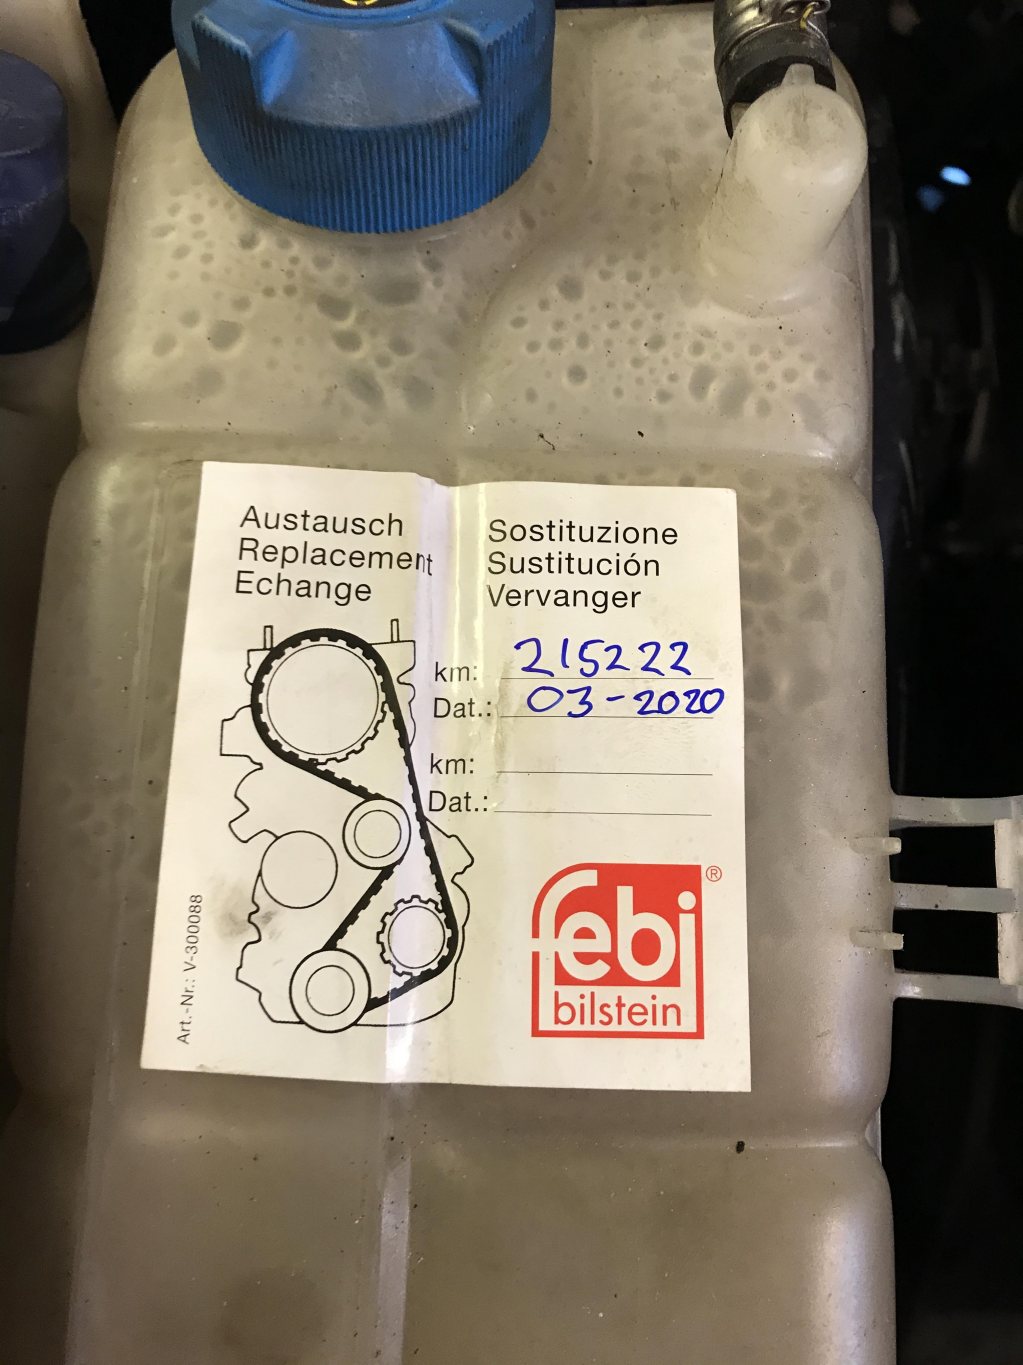 Austausch
Replacement
Echange
Sostituzione
Sustitución
Vervanger
km: 215222
Dat.: 03-2020
km:
Dat.:
Art.-Nr.: V-300088
febi®
bilstein